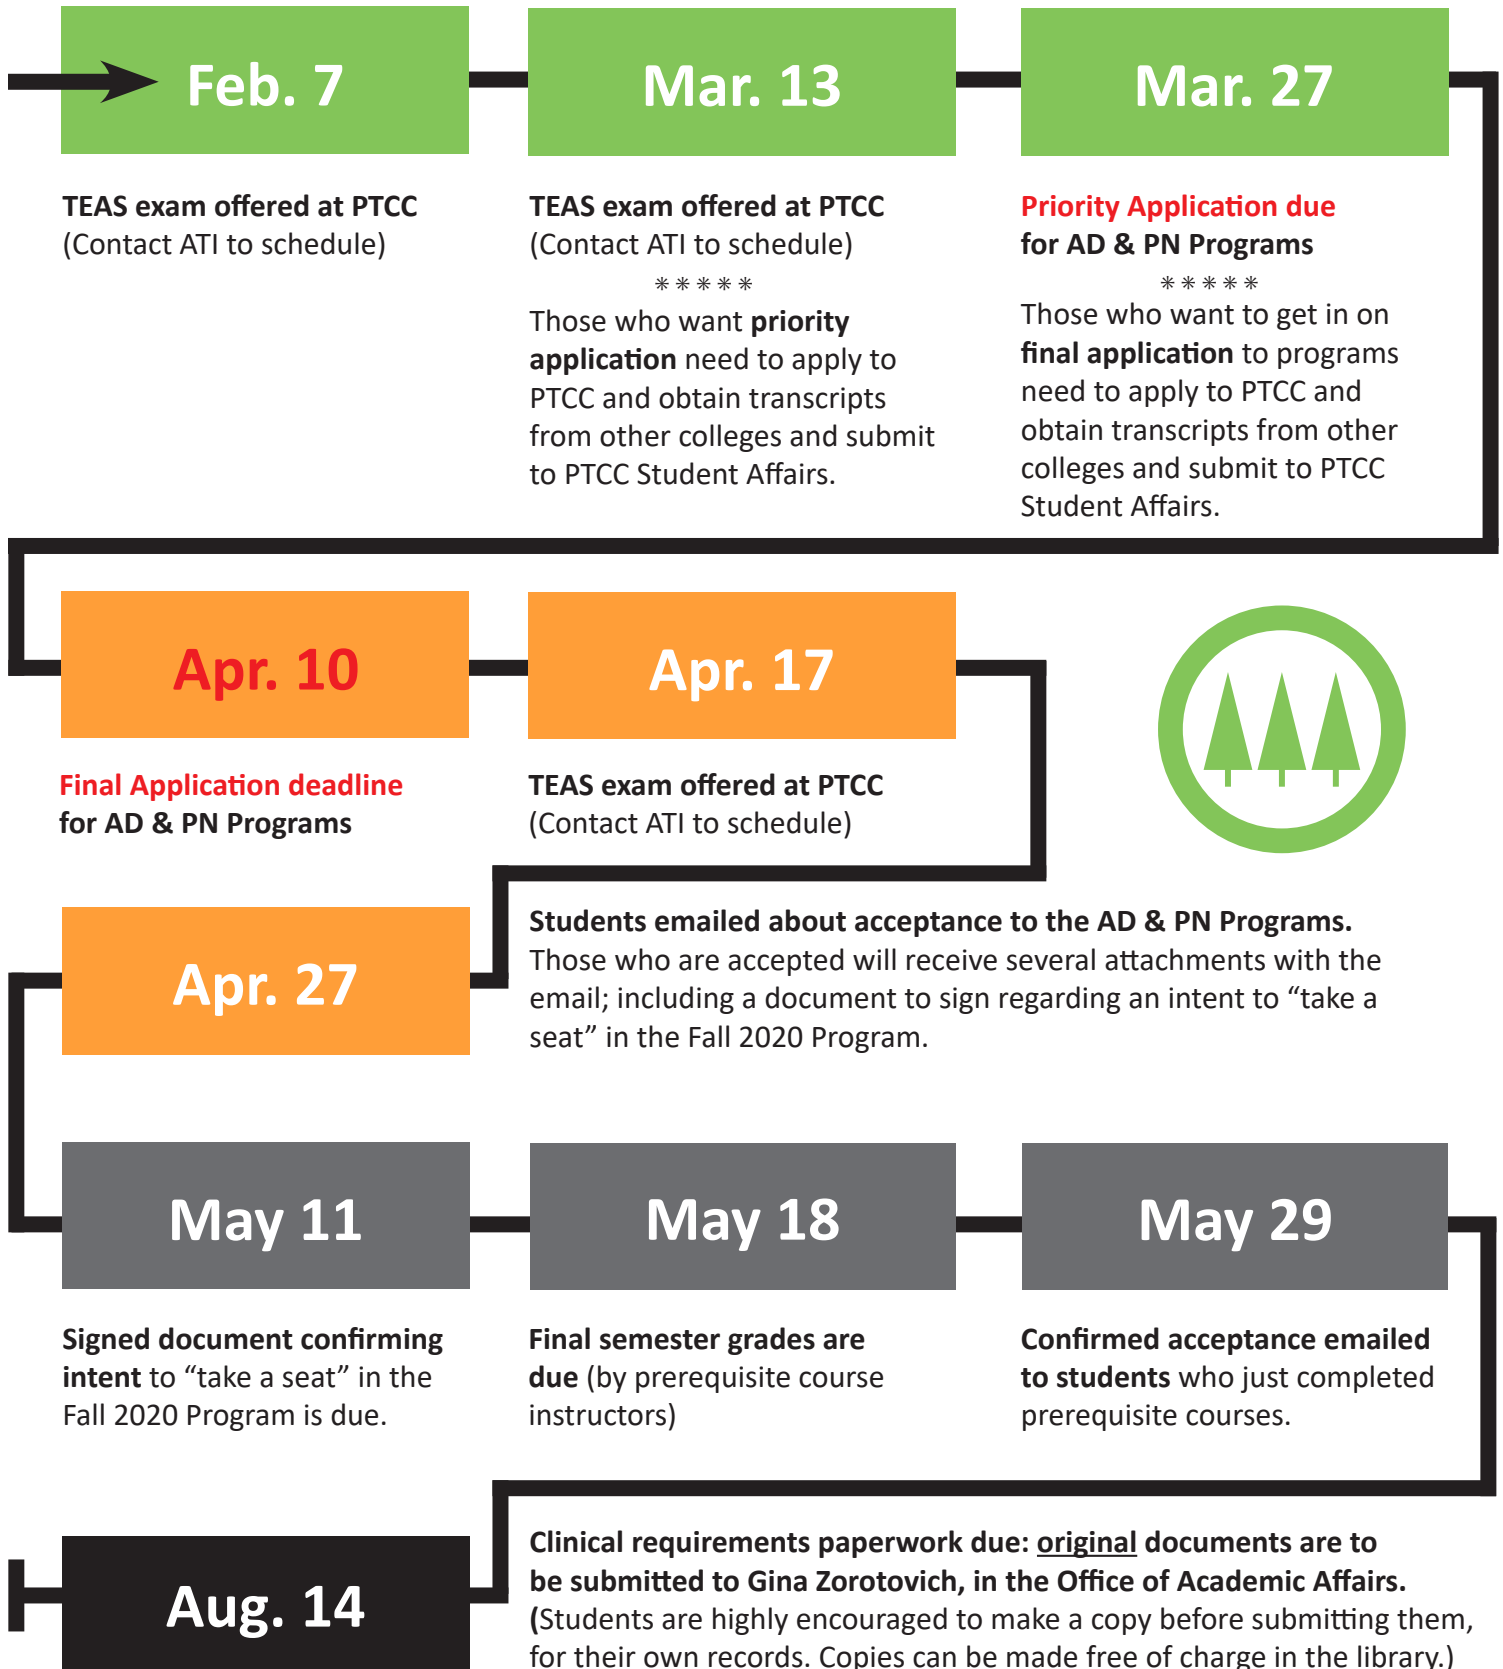 Feb. 7
Mar. 13
Mar. 27
TEAS exam offered at PTCC
(Contact ATI to schedule)
TEAS exam offered at PTCC
(Contact ATI to schedule)
*****
Those who want priority
application need to apply to
PTCC and obtain transcripts
from other colleges and submit
to PTCC Student Affairs.
Priority Application due
for AD & PN Programs
*****
Those who want to get in on
final application to programs
need to apply to PTCC and
obtain transcripts from other
colleges and submit to PTCC
Student Affairs.
Apr. 10
Apr. 17
Final Application deadline
for AD & PN Programs
TEAS exam offered at PTCC
(Contact ATI to schedule)
Apr. 27
Students emailed about acceptance to the AD & PN Programs.
Those who are accepted will receive several attachments with the
email; including a document to sign regarding an intent to “take a
seat” in the Fall 2020 Program.
May 11
May 18
May 29
Signed document confirming
intent to “take a seat” in the
Fall 2020 Program is due.
Final semester grades are
due (by prerequisite course
instructors)
Confirmed acceptance emailed
to students who just completed
prerequisite courses.
Aug. 14
Clinical requirements paperwork due: original documents are to
be submitted to Gina Zorotovich, in the Office of Academic Affairs.
(Students are highly encouraged to make a copy before submitting them,
for their own records. Copies can be made free of charge in the library.)